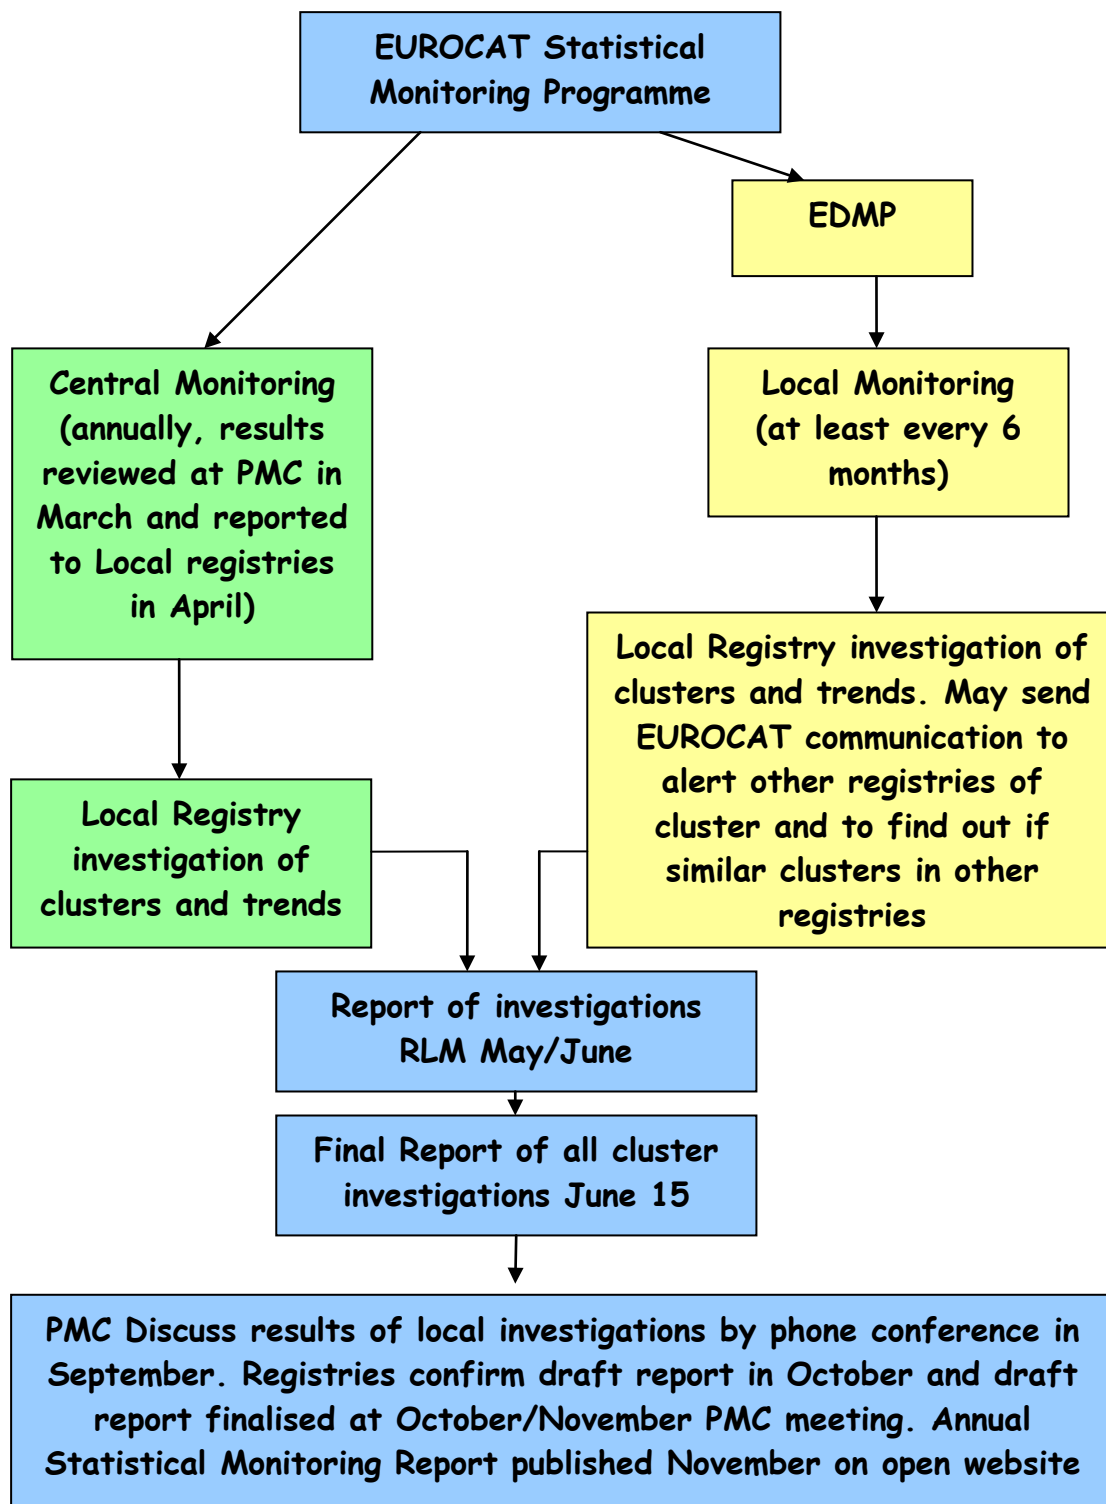 EUROCAT Statistical
Monitoring Programme
EDMP
Central Monitoring
(annually, results
reviewed at PMC in
March and reported
to Local registries
in April)
Local Monitoring
(at least every 6
months)
Local Registry
investigation of
clusters and trends
Local Registry investigation of
clusters and trends. May send
EUROCAT communication to
alert other registries of
cluster and to find out if
similar clusters in other
registries
Report of investigations
RLM May/June
Final Report of all cluster
investigations June 15
PMC Discuss results of local investigations by phone conference in
September. Registries confirm draft report in October and draft
report finalised at October/November PMC meeting. Annual
Statistical Monitoring Report published November on open website